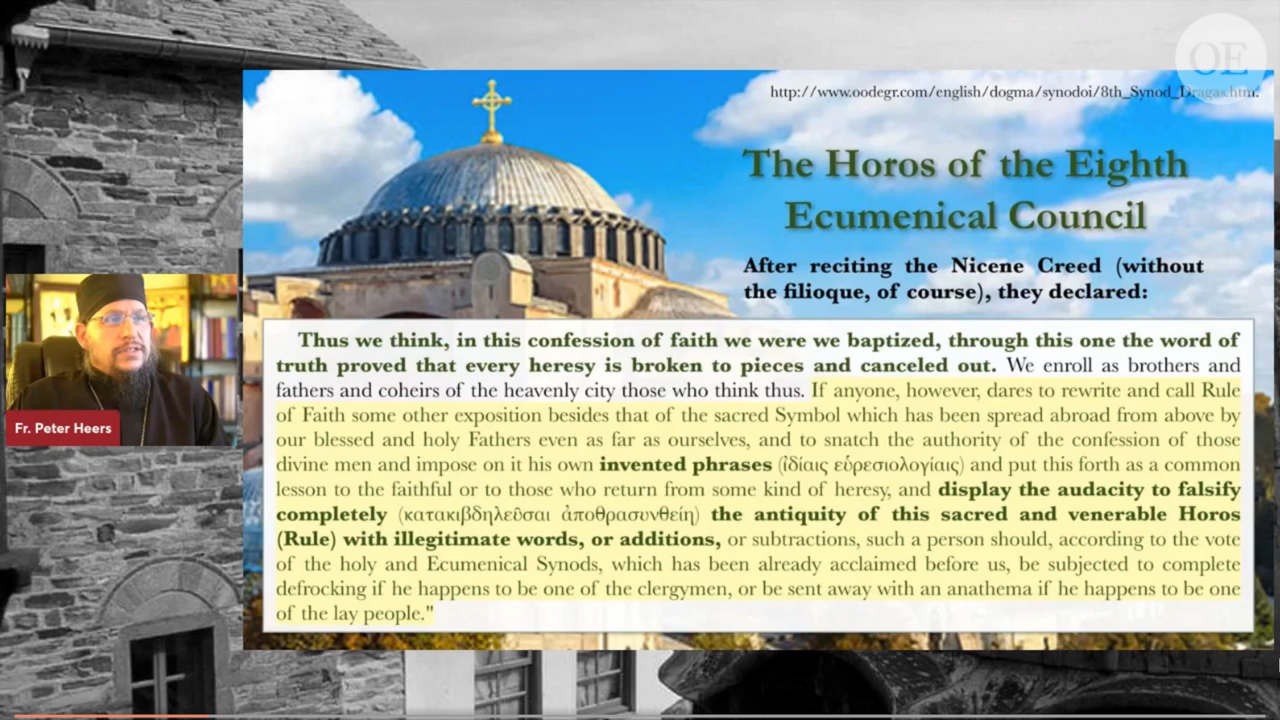 OE
http://www.oodegr.com/english/dogma/synodoi/8th_Synod_Dragas.htm.
The Horos of the Eighth
Ecumenical Council
After reciting the Nicene Creed (without
the filioque, of course), they declared:
Thus we think, in this confession of faith we were we baptized, through this one the word of
truth proved that every heresy is broken to pieces and canceled out. We enroll as brothers and
fathers and coheirs of the heavenly city those who think thus. If anyone, however, dares to rewrite and call Rule
of Faith some other exposition besides that of the sacred Symbol which has been spread abroad from above by
our blessed and holy Fathers even as far as ourselves, and to snatch the authority of the confession of those
divine men and impose on it his own invented phrases (ἰδίαις εὑρεσιολογίαις) and put this forth as a common
lesson to the faithful or to those who return from some kind of heresy, and display the audacity to falsify
completely (κατακιβδηλεῦσαι ἀποθρασυνθείη) the antiquity of this sacred and venerable Horos
(Rule) with illegitimate words, or additions, or subtractions, such a person should, according to the vote
of the holy and Ecumenical Synods, which has been already acclaimed before us, be subjected to complete
defrocking if he happens to be one of the clergymen, or be sent away with an anathema if he happens to be one
of the lay people."
Fr. Peter Heers